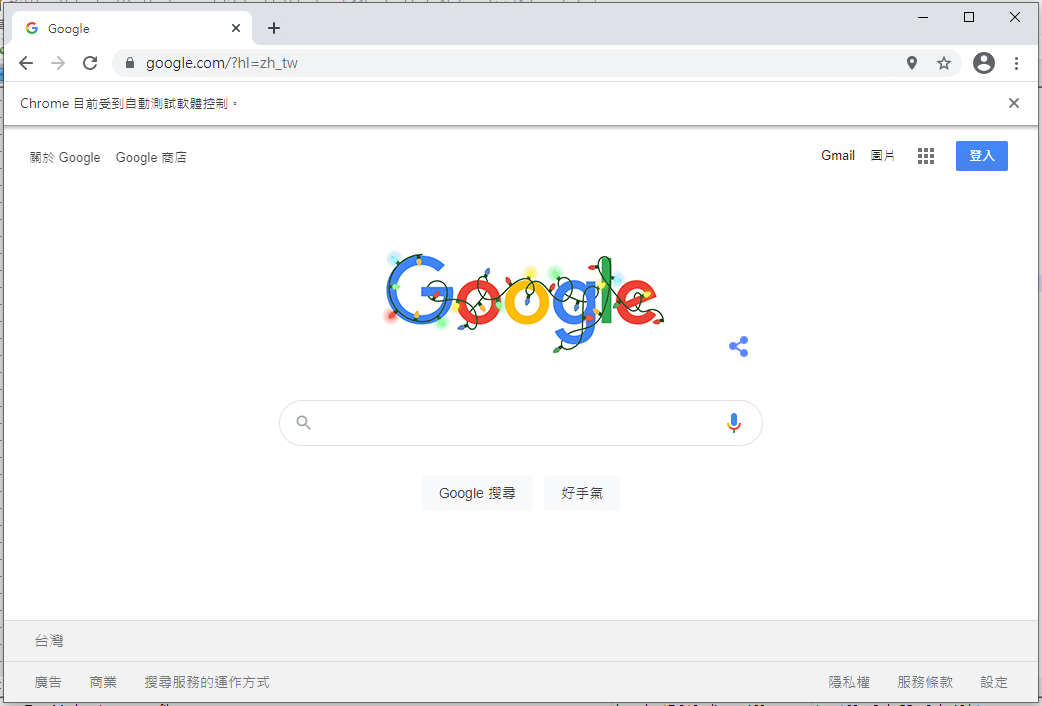 Google
google.com/?hl=zh_tw
Chrome 目前受到自動測試軟體控制。
關於 Google Google 商店 Gmail 圖片 登入
Google
Google 搜尋 好手氣
台灣
廣告 商業 搜尋服務的運作方式 隱私權 服務條款 設定